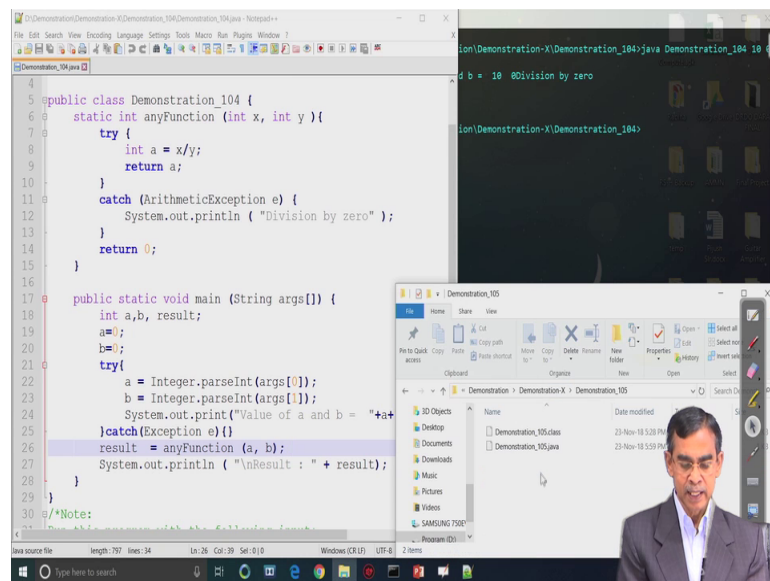 D:\Demonstration\Demonstration-X\Demonstration_104\Demonstration_104.java - Notepad++
File Edit Search View Encoding Language Settings Tools Macro Run Plugins Window ?
X
Demonstration_104.java
4
5 public class Demonstration_104 {
6 static int anyFunction (int x, int y ){
7 try {
8 int a = x/y;
9 return a;
10 }
11 catch (ArithmeticException e) {
12 System.out.println ( "Division by zero" );
13 }
14 return 0;
15 }
16
17 public static void main (String args[]) {
18 int a,b, result;
19 a=0;
20 b=0;
21 try{
22 a = Integer.parseInt(args[0]);
23 b = Integer.parseInt(args[1]);
24 System.out.print("Value of a and b =  "+a+
25 }catch(Exception e){}
26 result  = anyFunction (a, b);
27 System.out.println ( "\nResult : " + result);
28 }
29 }
30 /*Note:
Java source file length : 797 lines : 34 Ln : 26 Col : 39 Sel : 0 | 0 Windows (CR LF) UTF-8
ion\Demonstration-X\Demonstration_104>java Demonstration_104 10 0
d b =  10  0Division by zero
ion\Demonstration-X\Demonstration_104>
Demonstration_105
File Home Share View
Pin to Quick access
Copy
Paste
Cut
Copy path
Paste shortcut
Move to
Copy to
Delete
Rename
New folder
Properties
Open
Edit
History
Select all
Select
Invert
Clipboard Organize New Open Select
« Demonstration > Demonstration-X > Demonstration_105
Name Date modified
Demonstration_105.class 23-Nov-18 5:28 PM
Demonstration_105.java 23-Nov-18 5:59 PM
3D Objects
Desktop
Documents
Downloads
Music
Pictures
Videos
SAMSUNG 750E
Program (D:)
2 items
Type here to search